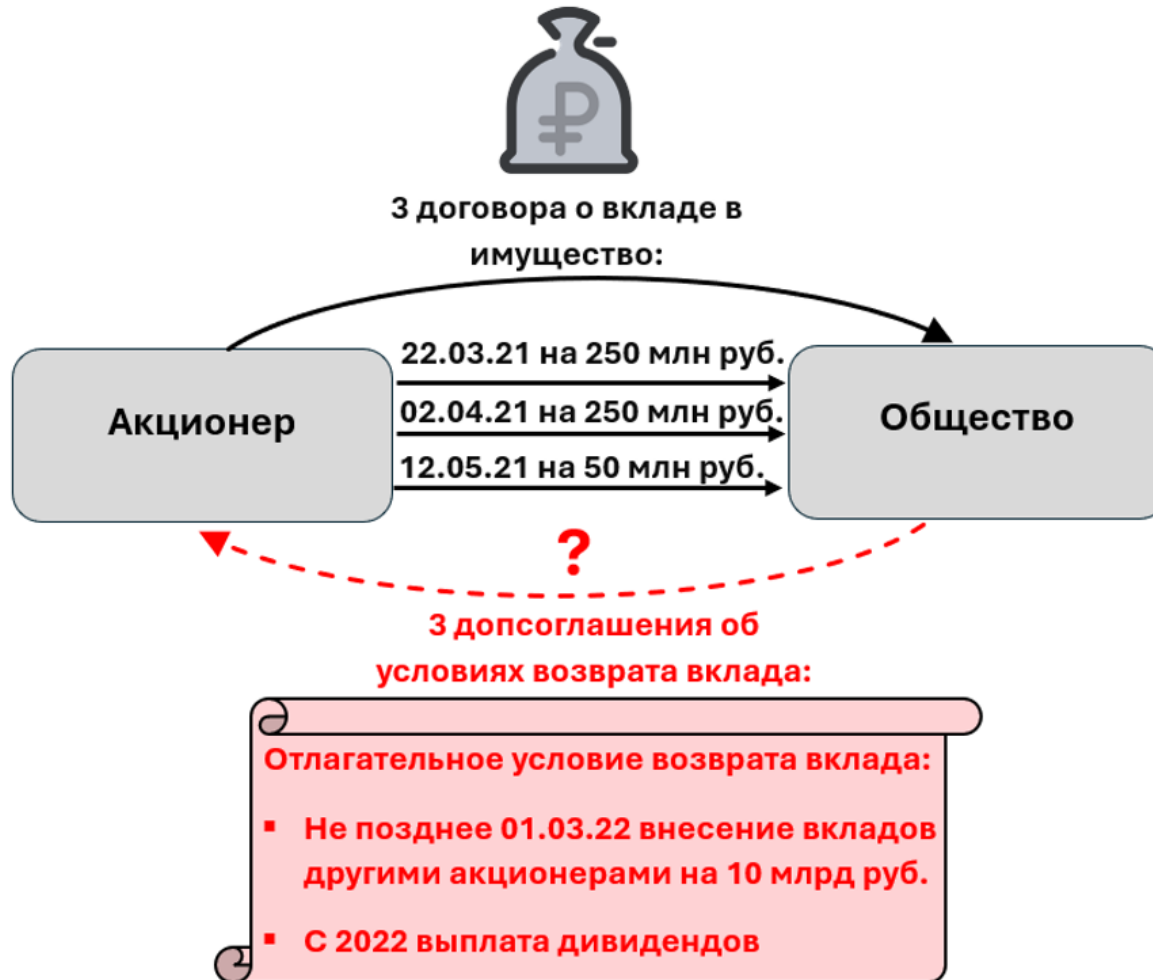 ₽
3 договора о вкладе в
имущество:
22.03.21 на 250 млн руб.
Акционер
02.04.21 на 250 млн руб.
Общество
12.05.21 на 50 млн руб.
?
3 допсоглашения об
условиях возврата вклада:
Отлагательное условие возврата вклада:
▪ Не позднее 01.03.22 внесение вкладов
другими акционерами на 10 млрд руб.
▪ С 2022 выплата дивидендов